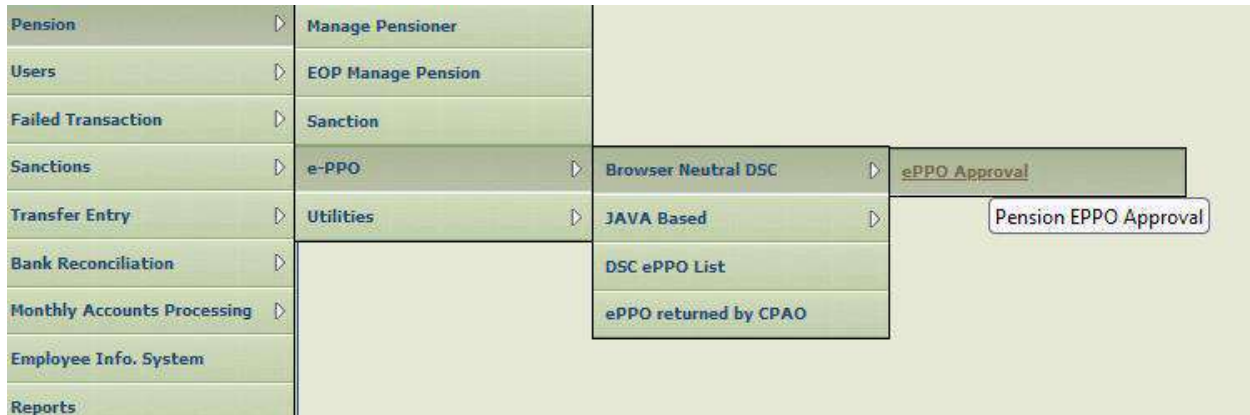 Pension
Users
Failed Transaction
Sanctions
Transfer Entry
Bank Reconciliation
Monthly Accounts Processing
Employee Info. System
Reports
Manage Pensioner
EOP Manage Pension
Sanction
e-PPO
Utilities
Browser Neutral DSC
JAVA Based
DSC ePPO List
ePPO returned by CPAO
ePPO Approval
Pension EPPO Approval